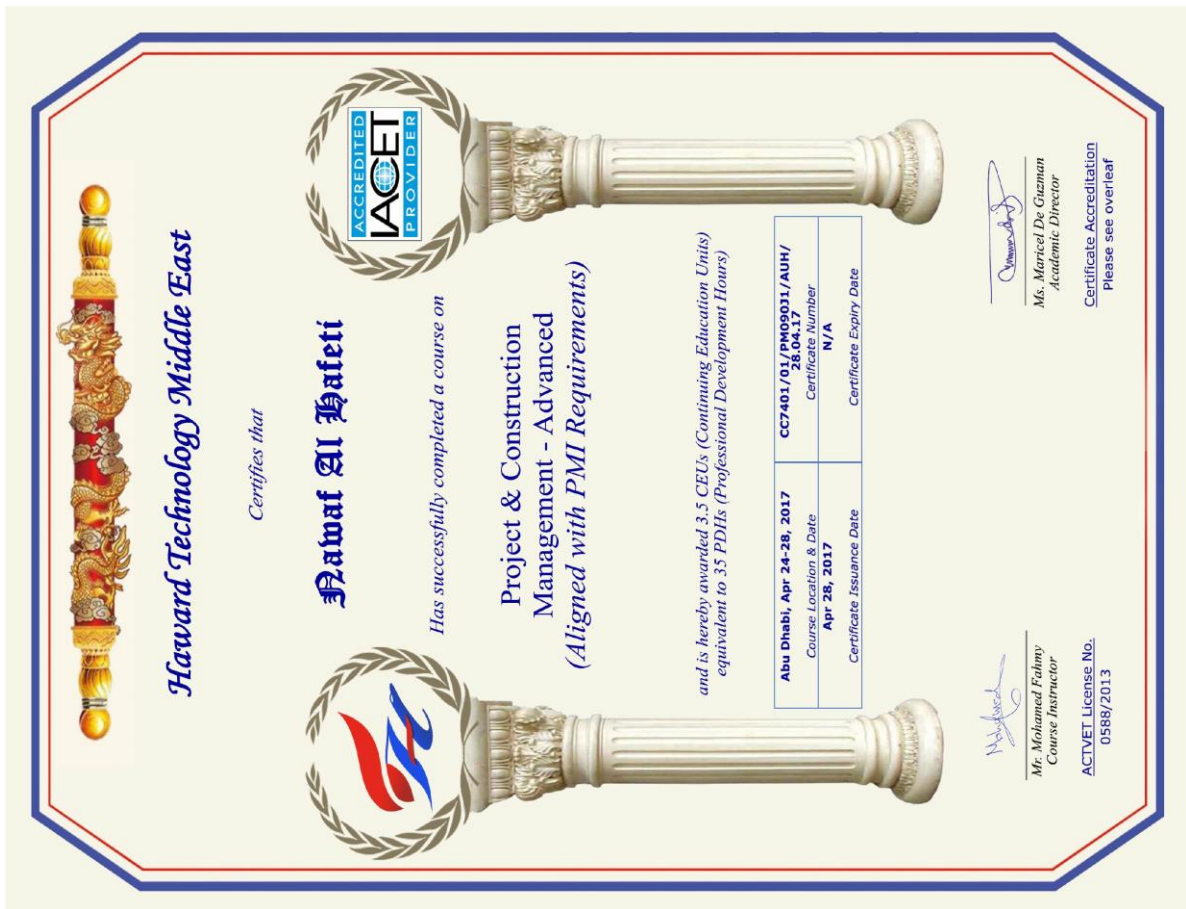 Haward Technology Middle East
Certifies that
Nawaf Al Hafeti
Has successfully completed a course on
Project & Construction
Management - Advanced
(Aligned with PMI Requirements)
ACCREDITED
IACET
PROVIDER
and is hereby awarded 3.5 CEUs (Continuing Education Units)
equivalent to 35 PDHs (Professional Development Hours)
Abu Dhabi, Apr 24-28, 2017
CC7401/01/PM09031/AUH/
28.04.17
Course Location & Date
Certificate Number
Apr 28, 2017
N/A
Certificate Issuance Date
Certificate Expiry Date
Mr. Mohamed Fahmy
Course Instructor
Ms. Maricel De Guzman
Academic Director
ACTVET License No.
0588/2013
Certificate Accreditation
Please see overleaf